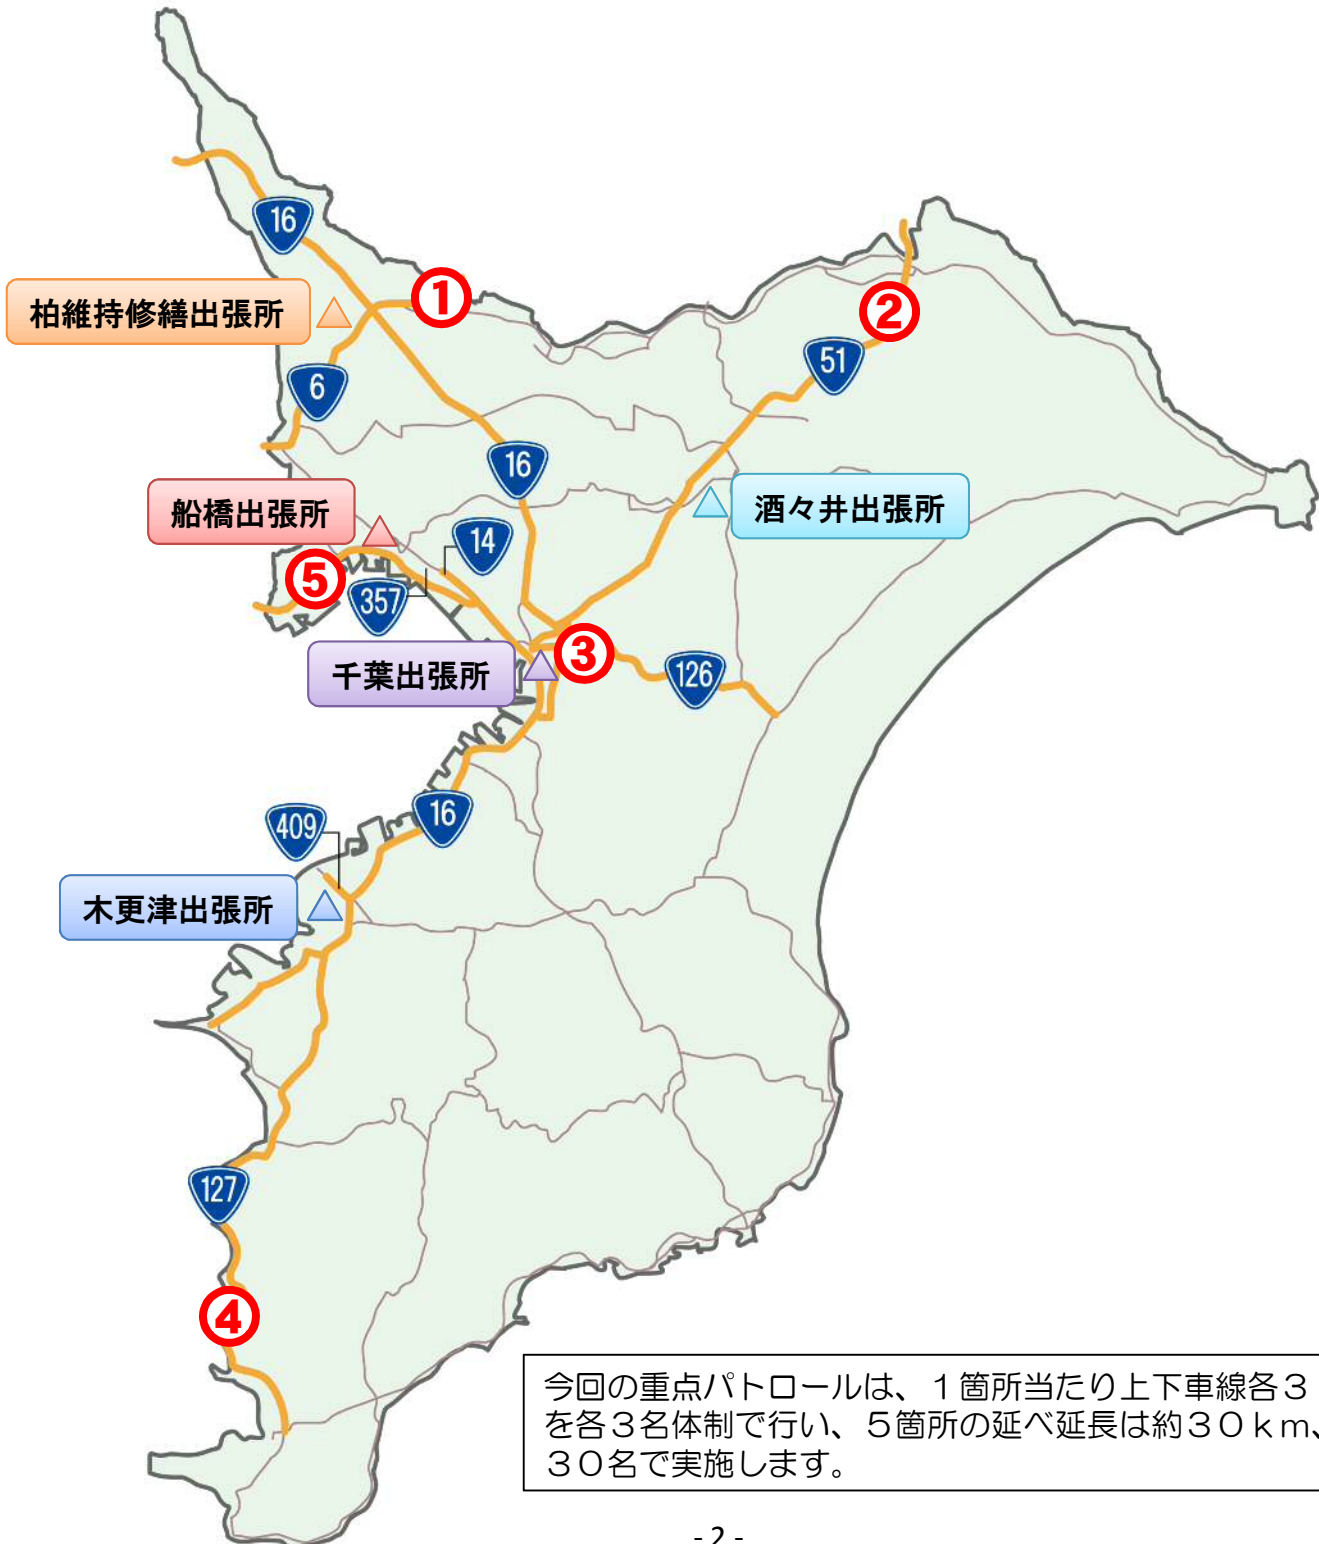 16
①
②
柏維持修繕出張所
6
51
16
船橋出張所
酒々井出張所
14
⑤
357
③
千葉出張所
126
16
409
木更津出張所
127
④
今回の重点パトロールは、１箇所当たり上下車線各３
を各３名体制で行い、５箇所の延べ延長は約３０ｋｍ、
３０名で実施します。
- 2 -